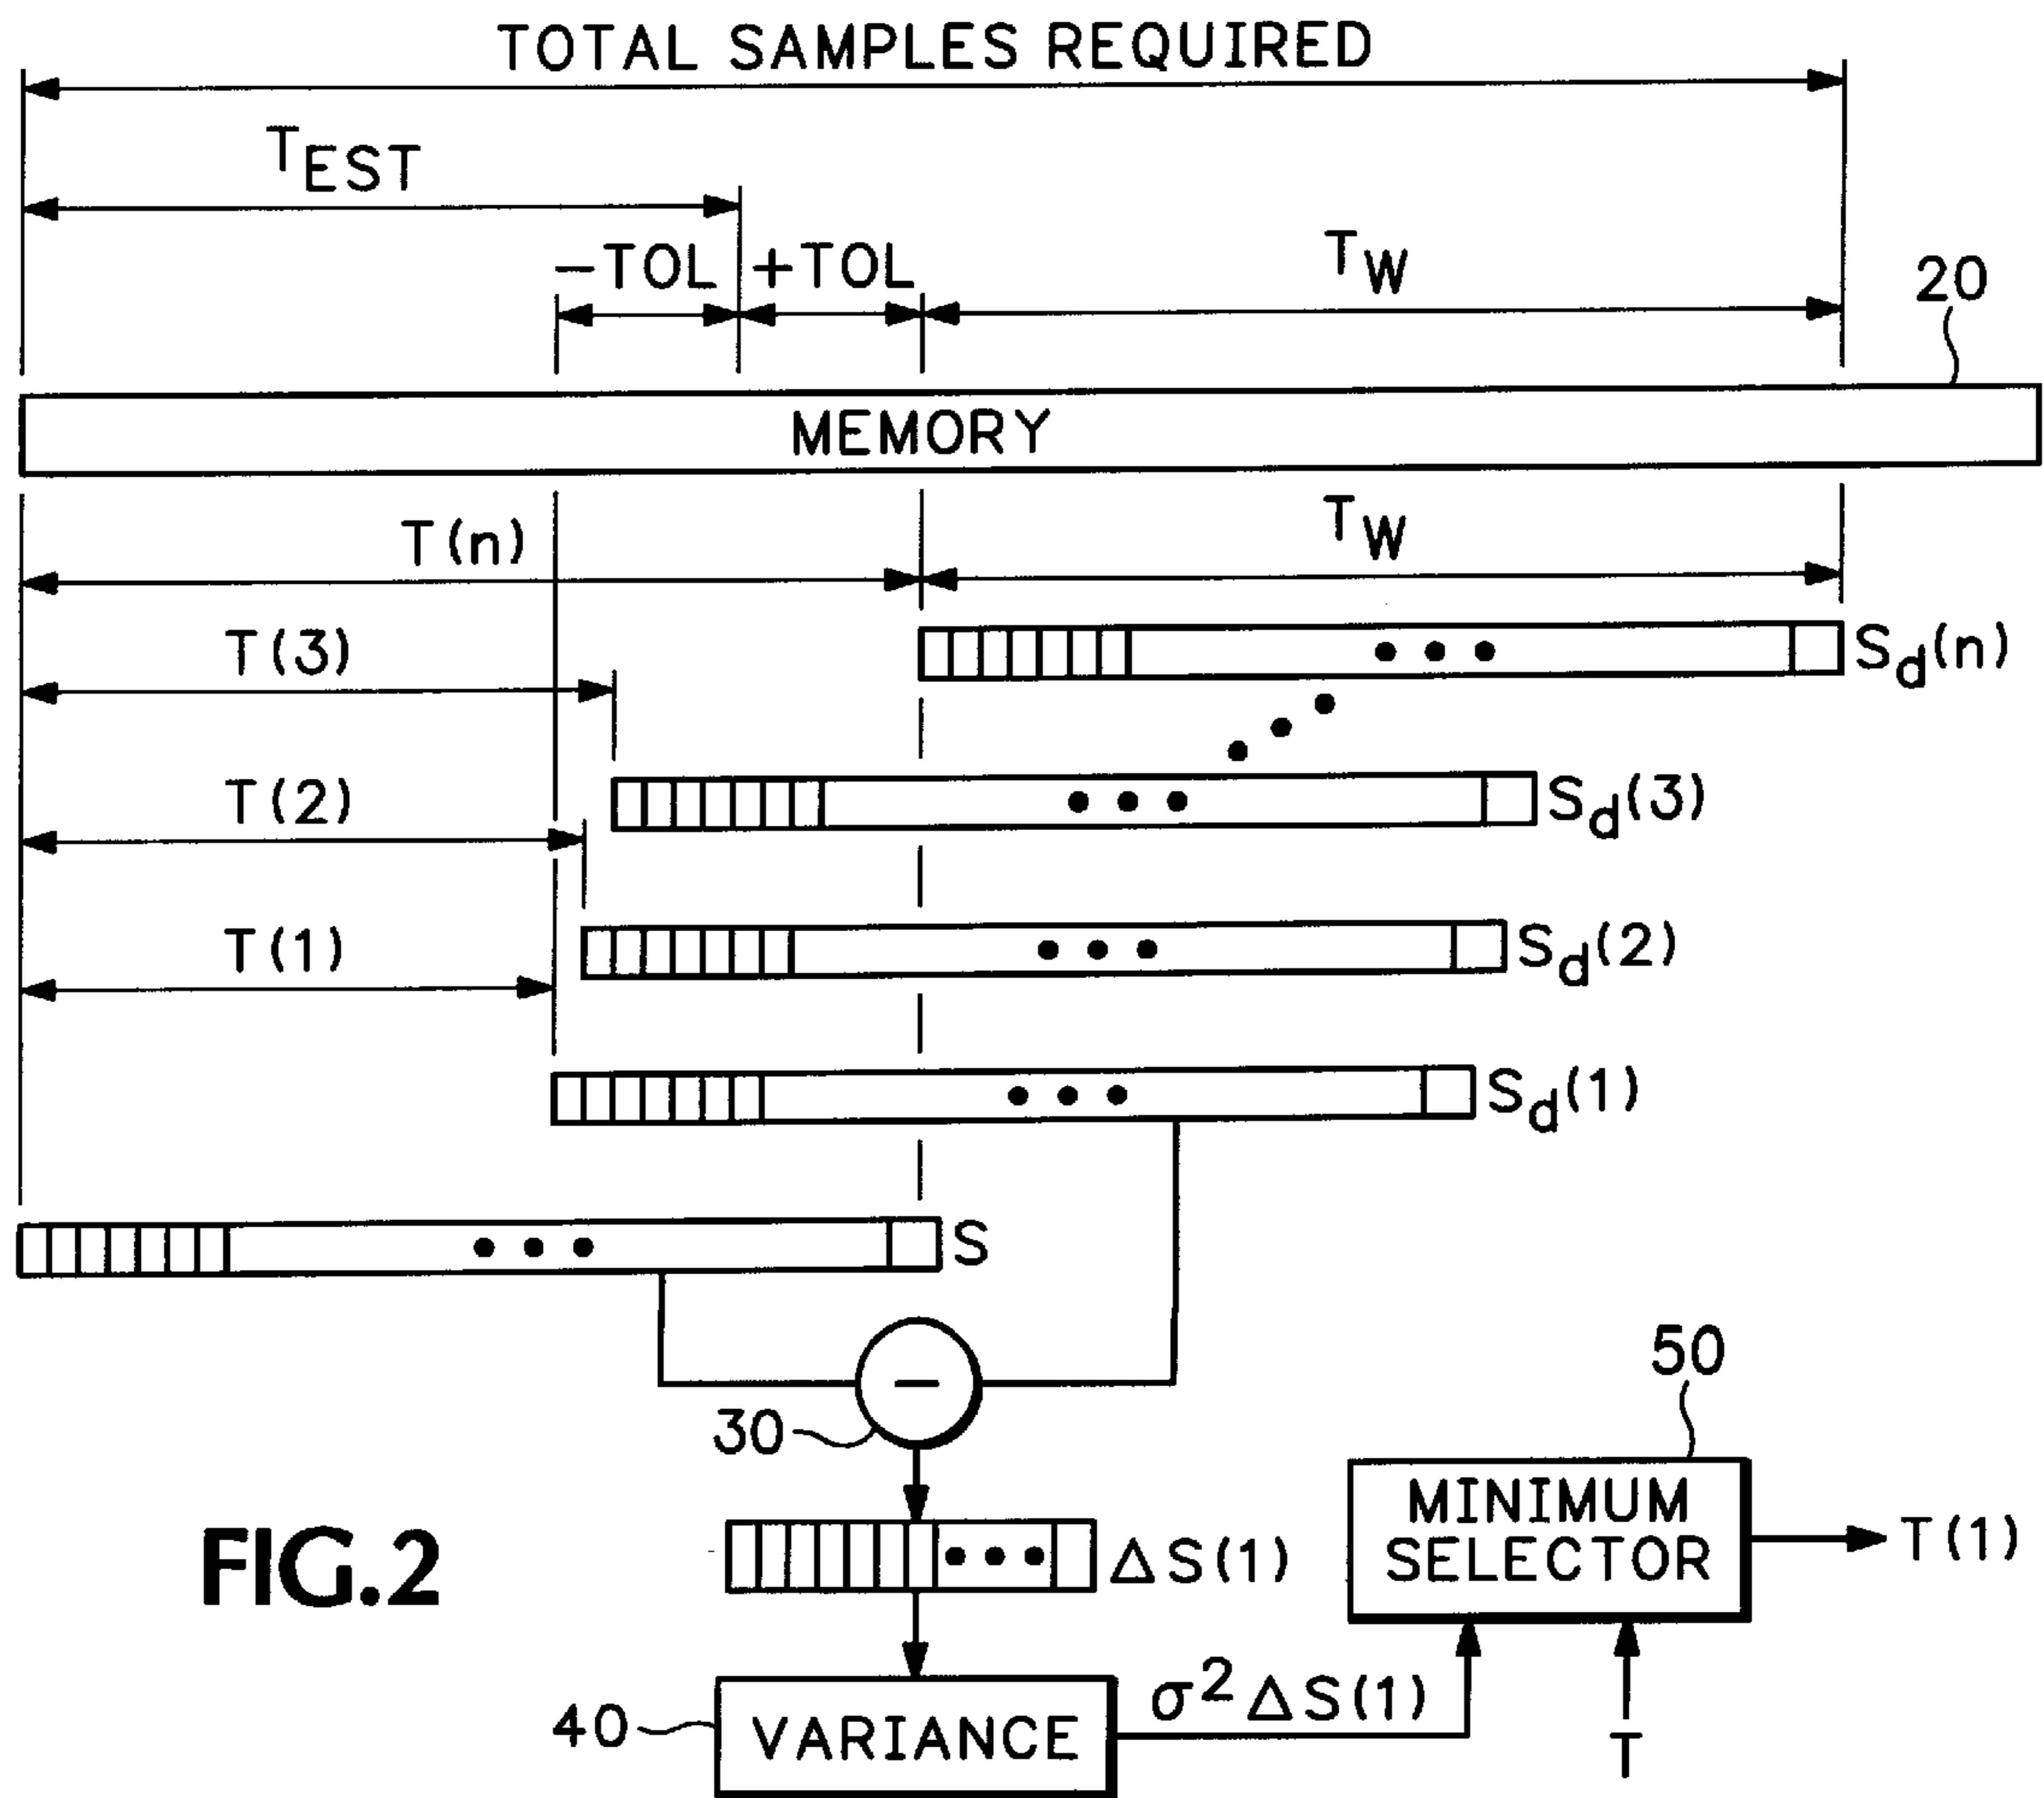 TOTAL SAMPLES REQUIRED
TEST
-TOL +TOL
TW
20
MEMORY
T(n)
TW
T(3)
Sd(n)
T(2)
Sd(3)
T(1)
Sd(2)
Sd(1)
S
-
30
50
ΔS(1)
MINIMUM
SELECTOR
T(1)
FIG.2
40
VARIANCE
σ2ΔS(1)
T